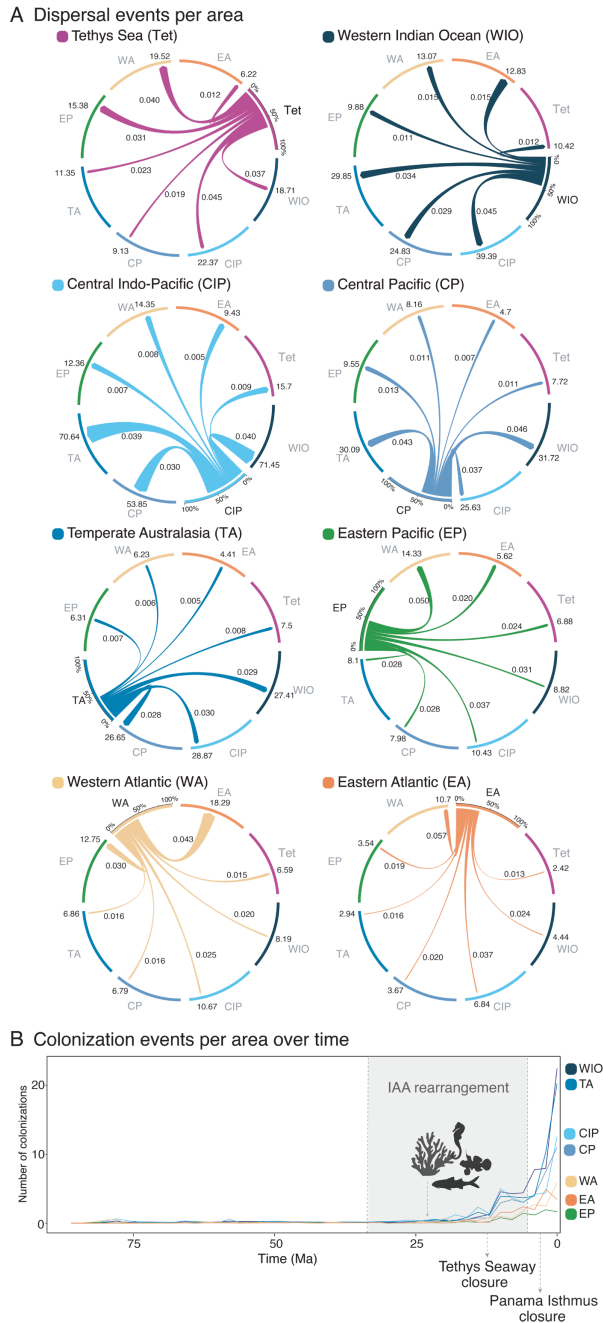 A Dispersal events per area
Tethys Sea (Tet)
19.52
EA
WA
6.22
0.012
0%
0.040
15.38
50%
Tet
EP
0.031
100%
11.35
0.023
0.037
18.71
0.019
0.045
WIO
TA
9.13
CP
22.37
CIP
Western Indian Ocean (WIO)
13.07
EA
WA
12.83
0.015
0.015
9.88
Tet
EP
0.011
0.012
10.42
0%
29.85
0.034
50%
WIO
0.029
0.045
100%
TA
24.83
CP
39.39
CIP
Central Indo-Pacific (CIP)
WA
14.35
EA
9.43
0.008
0.005
Tet
12.36
EP
0.007
0.009
15.7
70.64
0.039
0.040
WIO
TA
0.030
71.45
0%
53.85
CP
100%
50%
CIP
Central Pacific (CP)
WA
8.16
EA
4.7
0.011
0.007
Tet
9.55
EP
0.013
0.011
7.72
0.043
0.046
WIO
30.09
31.72
TA
0.037
100%
50%
0%
CP
25.63
CIP
Temperate Australasia (TA)
WA
6.23
4.41
EA
0.006
0.005
Tet
EP
6.31
0.007
0.008
7.5
100%
0.029
TA
50%
WIO
27.41
0%
0.028
0.030
26.65
CP
28.87
CIP
Eastern Pacific (EP)
WA
14.33
EA
5.62
100%
0.050
0.020
EP
50%
Tet
0.024
6.88
0%
8.1
0.028
0.031
8.82
WIO
TA
0.028
0.037
7.98
CP
10.43
CIP
Western Atlantic (WA)
WA
50%
100%
EA
18.29
0%
0.043
12.75
0.030
EP
Tet
0.015
6.59
6.86
0.016
0.020
8.19
WIO
TA
0.016
0.025
6.79
CP
10.67
CIP
Eastern Atlantic (EA)
WA
10.7
0%
EA
50%
100%
0.057
3.54
EP
0.019
Tet
0.013
2.42
2.94
0.016
0.024
4.44
WIO
TA
0.020
0.037
3.67
CP
6.84
CIP
B Colonization events per area over time
Number of colonizations
20
10
0
IAA rearrangement
WIO
TA
CIP
CP
WA
EA
EP
75
50
25
0
Time (Ma)
Tethys Seaway
closure
Panama Isthmus
closure